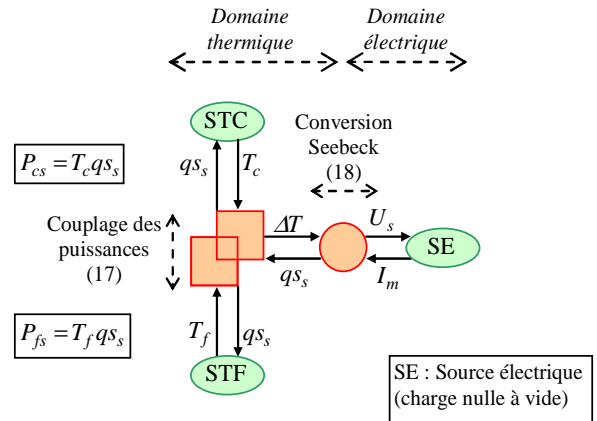 Domaine
thermique
Domaine
électrique
STC
Conversion
Seebeck
(18)
P_cs = T_c qs_s
qs_s
T_c
Couplage des
puissances
(17)
ΔT
U_s
SE
qs_s
I_m
P_fs = T_f qs_s
T_f
qs_s
STF
SE : Source électrique
(charge nulle à vide)